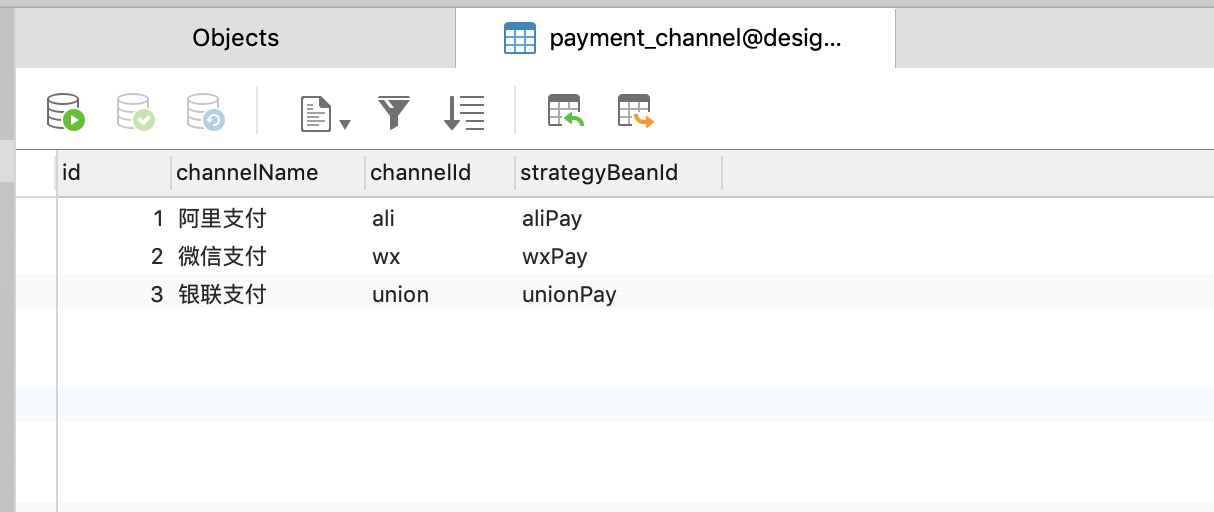 Objects payment_channel@desig...
id channelName channelId strategyBeanId
1 阿里支付 ali aliPay
2 微信支付 wx wxPay
3 银联支付 union unionPay